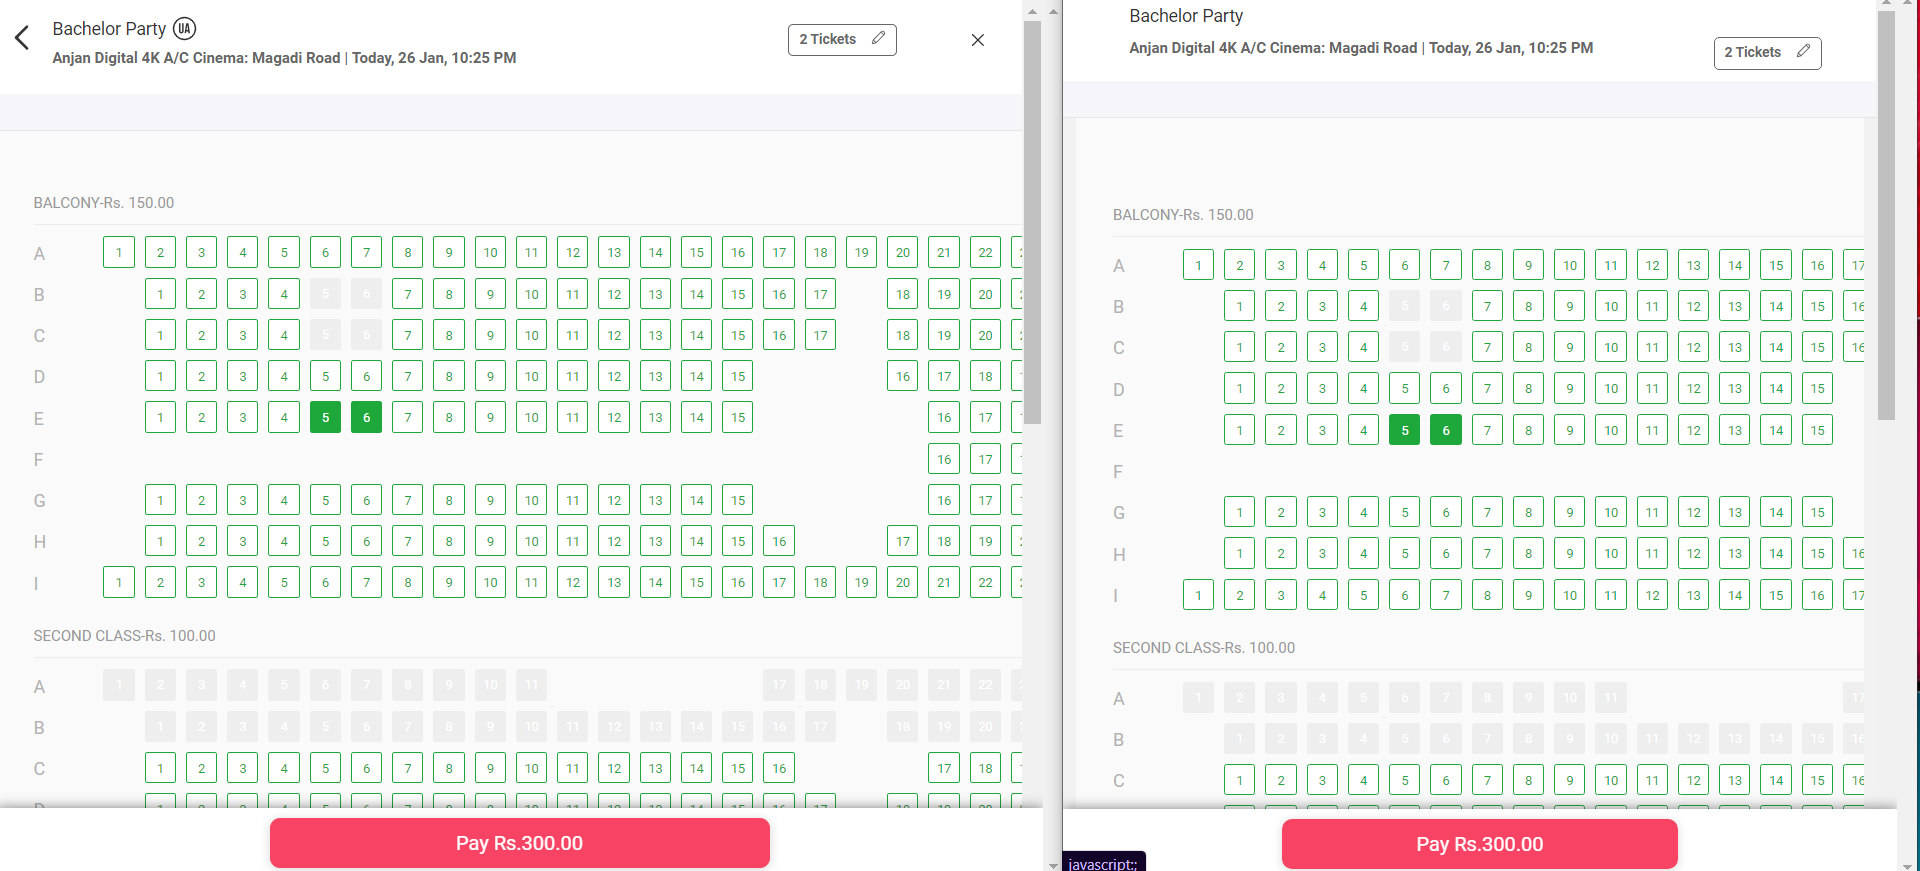 Bachelor Party UA
Anjan Digital 4K A/C Cinema: Magadi Road | Today, 26 Jan, 10:25 PM
2 Tickets
BALCONY-Rs. 150.00
A 1 2 3 4 5 6 7 8 9 10 11 12 13 14 15 16 17 18 19 20 21 22
B 1 2 3 4 5 6 7 8 9 10 11 12 13 14 15 16 17 18 19 20
C 1 2 3 4 5 6 7 8 9 10 11 12 13 14 15 16 17 18 19 20
D 1 2 3 4 5 6 7 8 9 10 11 12 13 14 15 16 17 18
E 1 2 3 4 5 6 7 8 9 10 11 12 13 14 15 16 17
F 16 17
G 1 2 3 4 5 6 7 8 9 10 11 12 13 14 15 16 17
H 1 2 3 4 5 6 7 8 9 10 11 12 13 14 15 16 17 18 19
I 1 2 3 4 5 6 7 8 9 10 11 12 13 14 15 16 17 18 19 20 21 22
SECOND CLASS-Rs. 100.00
A 1 2 3 4 5 6 7 8 9 10 11 17 18 19 20 21 22
B 1 2 3 4 5 6 7 8 9 10 11 12 13 14 15 16 17 18 19 20
C 1 2 3 4 5 6 7 8 9 10 11 12 13 14 15 16 17 18
Pay Rs.300.00
Bachelor Party
Anjan Digital 4K A/C Cinema: Magadi Road | Today, 26 Jan, 10:25 PM
2 Tickets
BALCONY-Rs. 150.00
A 1 2 3 4 5 6 7 8 9 10 11 12 13 14 15 16 17
B 1 2 3 4 5 6 7 8 9 10 11 12 13 14 15 16
C 1 2 3 4 5 6 7 8 9 10 11 12 13 14 15 16
D 1 2 3 4 5 6 7 8 9 10 11 12 13 14 15
E 1 2 3 4 5 6 7 8 9 10 11 12 13 14 15
F
G 1 2 3 4 5 6 7 8 9 10 11 12 13 14 15
H 1 2 3 4 5 6 7 8 9 10 11 12 13 14 15 16
I 1 2 3 4 5 6 7 8 9 10 11 12 13 14 15 16 17
SECOND CLASS-Rs. 100.00
A 1 2 3 4 5 6 7 8 9 10 11 17
B 1 2 3 4 5 6 7 8 9 10 11 12 13 14 15 16
C 1 2 3 4 5 6 7 8 9 10 11 12 13 14 15 16
Pay Rs.300.00
javascript:;